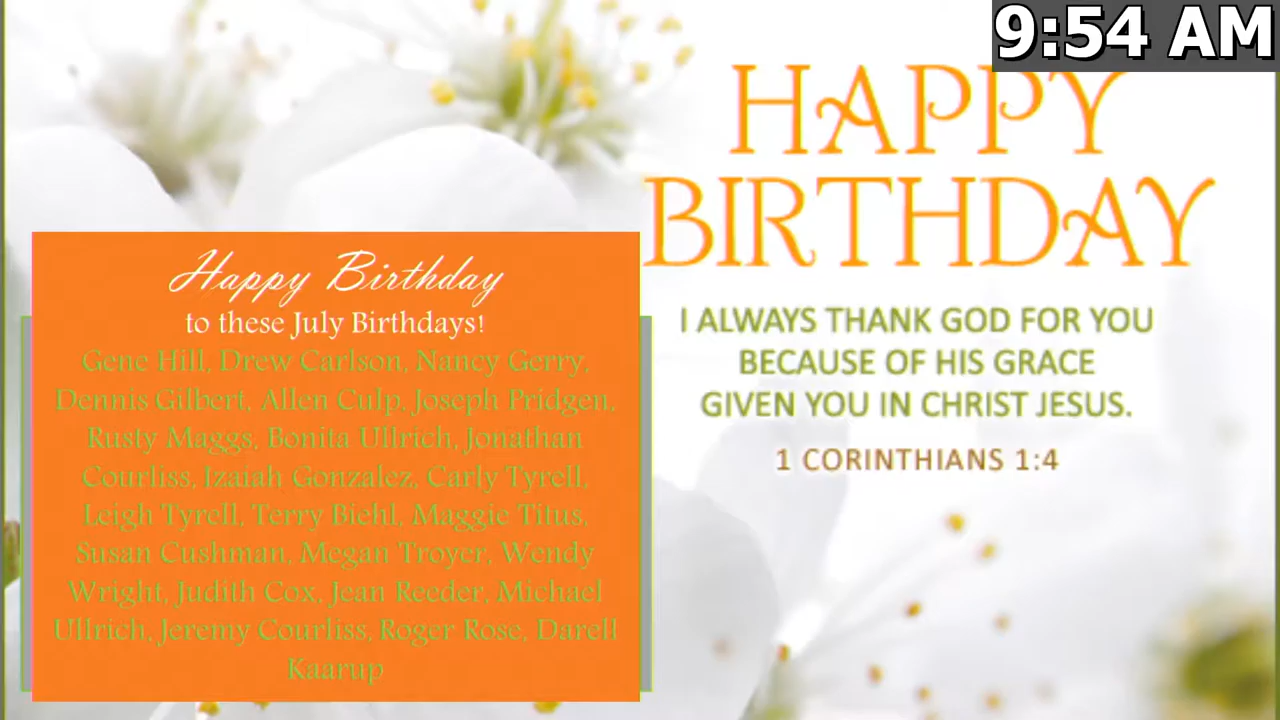 9:54 AM
HAPPY
BIRTHDAY
I ALWAYS THANK GOD FOR YOU
BECAUSE OF HIS GRACE
GIVEN YOU IN CHRIST JESUS.
1 CORINTHIANS 1:4
Happy Birthday
to these July Birthdays!
Gene Hill, Drew Carlson, Nancy Gerry,
Dennis Gilbert, Allen Culp, Joseph Pridgen,
Rusty Maggs, Bonita Ullrich, Jonathan
Courliss, Izaiah Gonzalez, Carly Tyrell,
Leigh Tyrell, Terry Biehl, Maggie Titus,
Susan Cushman, Megan Troyer, Wendy
Wright, Judith Cox, Jean Reeder, Michael
Ullrich, Jeremy Courliss, Roger Rose, Darell
Kaarup